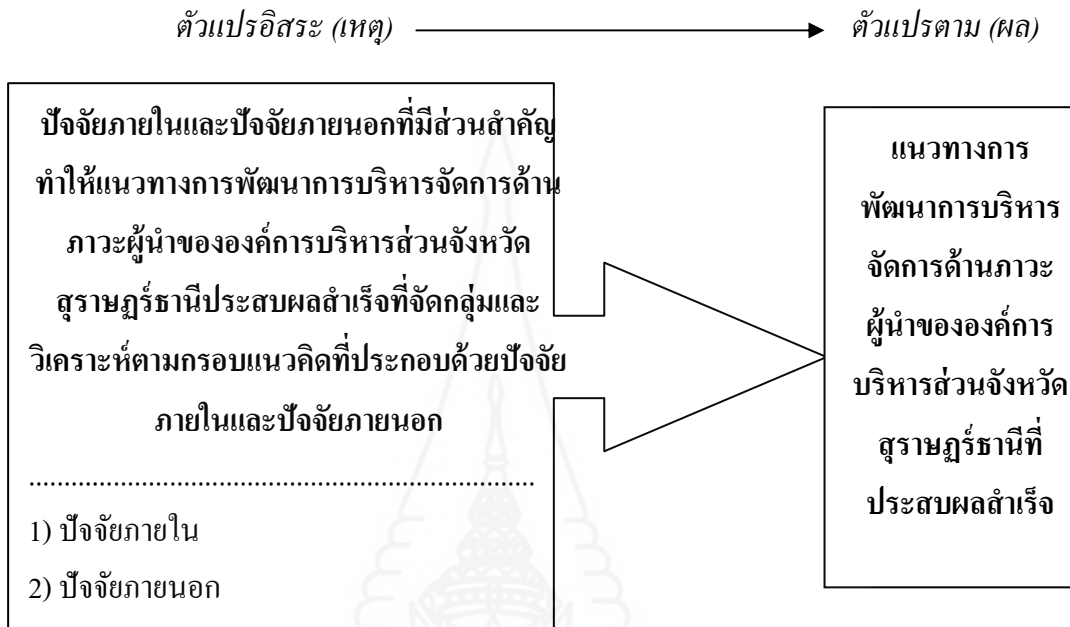 ตัวแปรอิสระ (เหตุ) ตัวแปรตาม (ผล)
ปัจจัยภายในและปัจจัยภายนอกที่มีส่วนสำคัญ
ทำให้แนวทางการพัฒนาการบริหารจัดการด้าน
ภาวะผู้นำขององค์การบริหารส่วนจังหวัด
สุราษฎร์ธานีประสบผลสำเร็จที่จัดกลุ่มและ
วิเคราะห์ตามกรอบแนวคิดที่ประกอบด้วยปัจจัย
ภายในและปัจจัยภายนอก
........................................................................
1) ปัจจัยภายใน
2) ปัจจัยภายนอก
แนวทางการ
พัฒนาการบริหาร
จัดการด้านภาวะ
ผู้นำขององค์การ
บริหารส่วนจังหวัด
สุราษฎร์ธานีที่
ประสบผลสำเร็จ